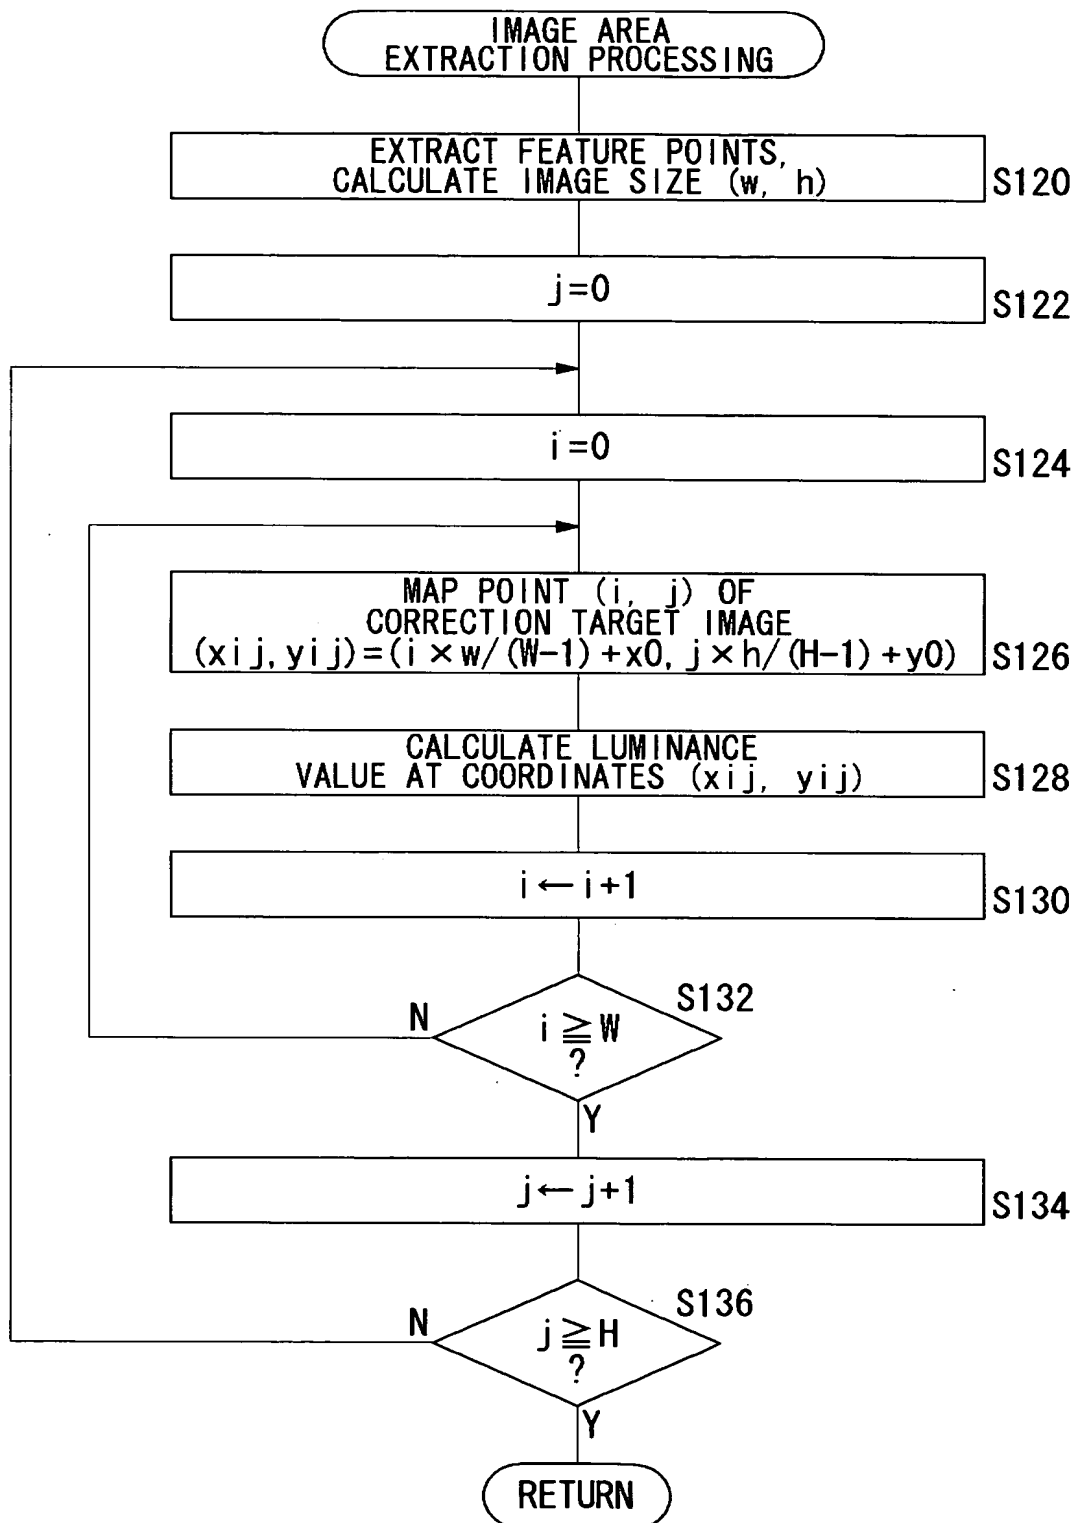 IMAGE AREA
EXTRACTION PROCESSING
EXTRACT FEATURE POINTS,
CALCULATE IMAGE SIZE (w, h)
S120
j=0
S122
i=0
S124
MAP POINT (i, j) OF
CORRECTION TARGET IMAGE
(xij,yij)=(i×w/(W-1)+x0, j×h/(H-1)+y0)
S126
CALCULATE LUMINANCE
VALUE AT COORDINATES (xij, yij)
S128
i←i+1
S130
S132
N
i≧W
?
Y
j←j+1
S134
S136
N
j≧H
?
Y
RETURN